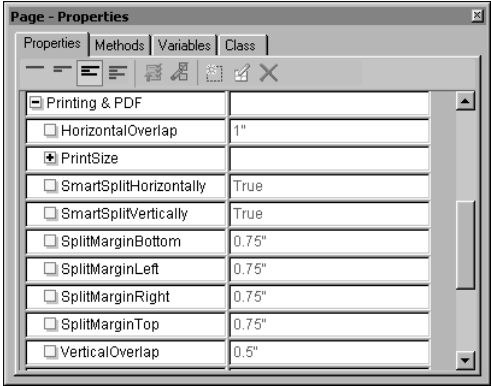 Page - Properties
Properties Methods Variables Class
Printing & PDF
HorizontalOverlap 1"
PrintSize
SmartSplitHorizontally True
SmartSplitVertically True
SplitMarginBottom 0.75"
SplitMarginLeft 0.75"
SplitMarginRight 0.75"
SplitMarginTop 0.75"
VerticalOverlap 0.5"